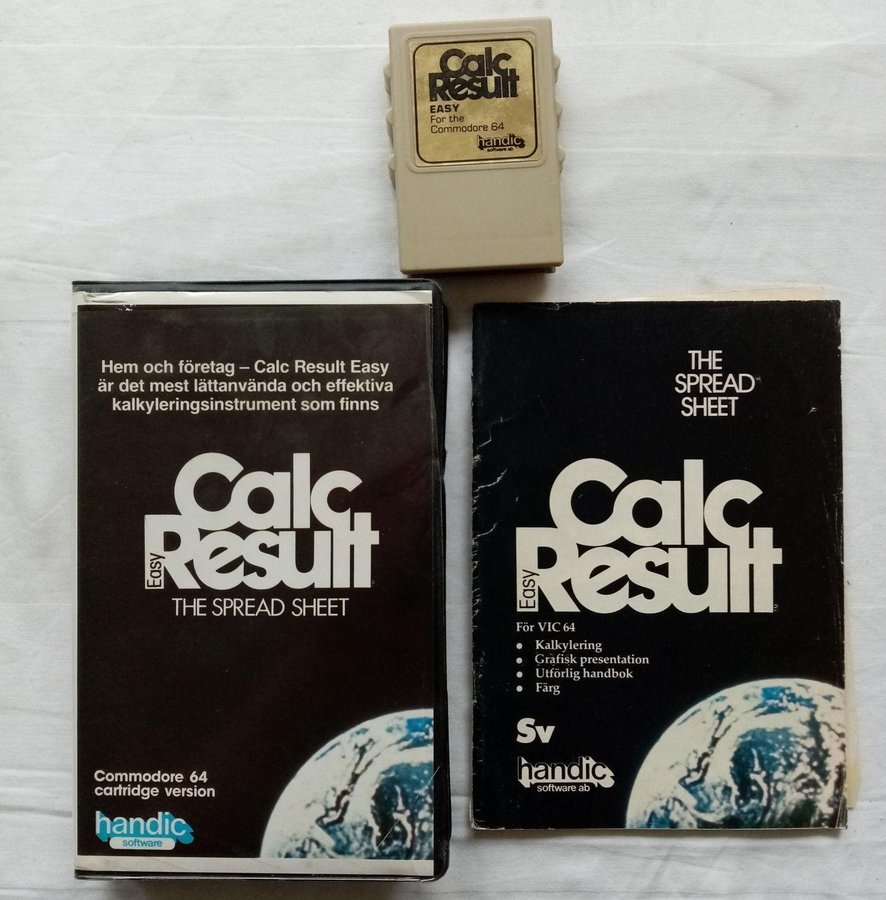 Calc
Result
EASY
For the
Commodore 64
handic
software ab
Hem och företag – Calc Result Easy
är det mest lättanvända och effektiva
kalkyleringsinstrument som finns
Calc
Easy Result
THE SPREAD SHEET
Commodore 64
cartridge version
handic
software
THE
SPREAD™
SHEET
Calc
Easy Result™
För VIC 64
• Kalkylering
• Grafisk presentation
• Utförlig handbok
• Färg
Sv
handic
software ab